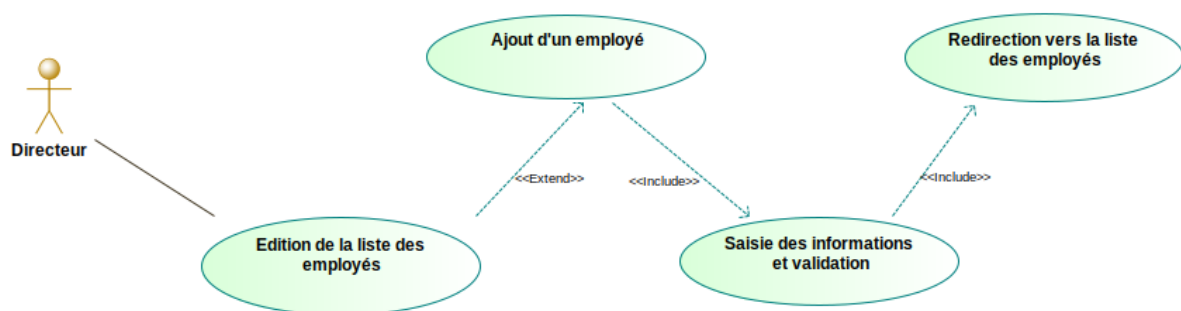 Ajout d'un employé
Redirection vers la liste
des employés
Directeur
<<Extend>>
<<Include>>
<<Include>>
Edition de la liste des
employés
Saisie des informations
et validation